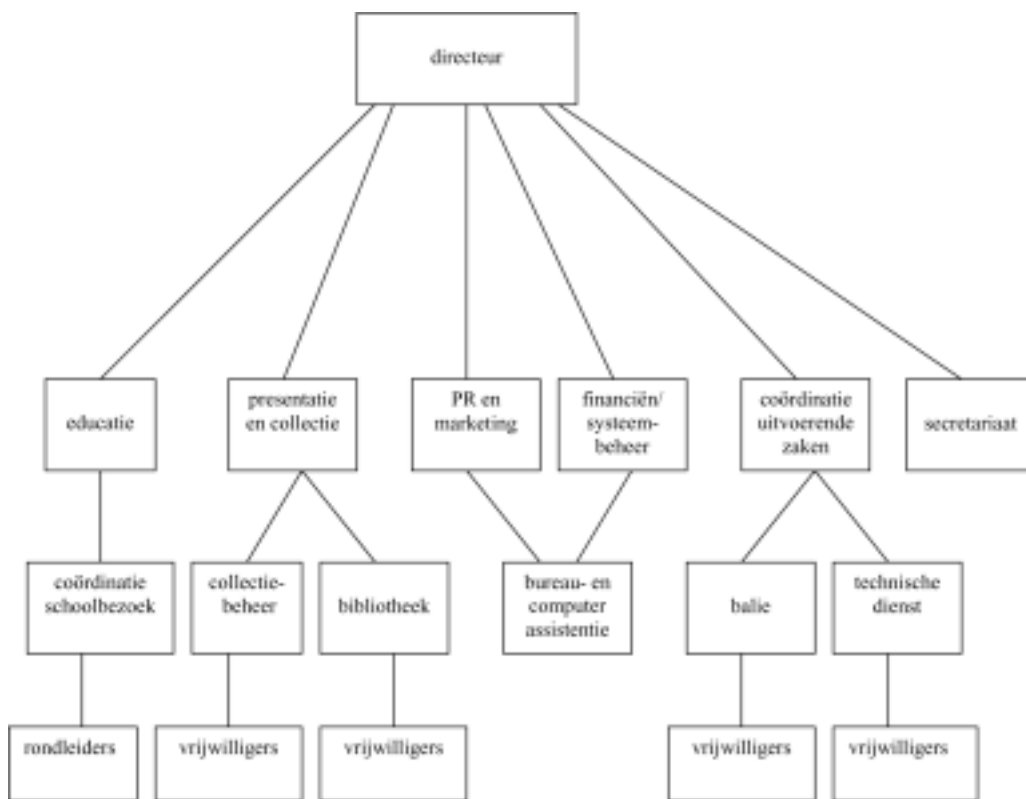 directeur
educatie
presentatie
en collectie
PR en
marketing
financiën/
systeem-
beheer
coördinatie
uitvoerende
zaken
secretariaat
coördinatie
schoolbezoek
collectie-
beheer
bibliotheek
bureau- en
computer
assistentie
balie
technische
dienst
rondleiders
vrijwilligers
vrijwilligers
vrijwilligers
vrijwilligers